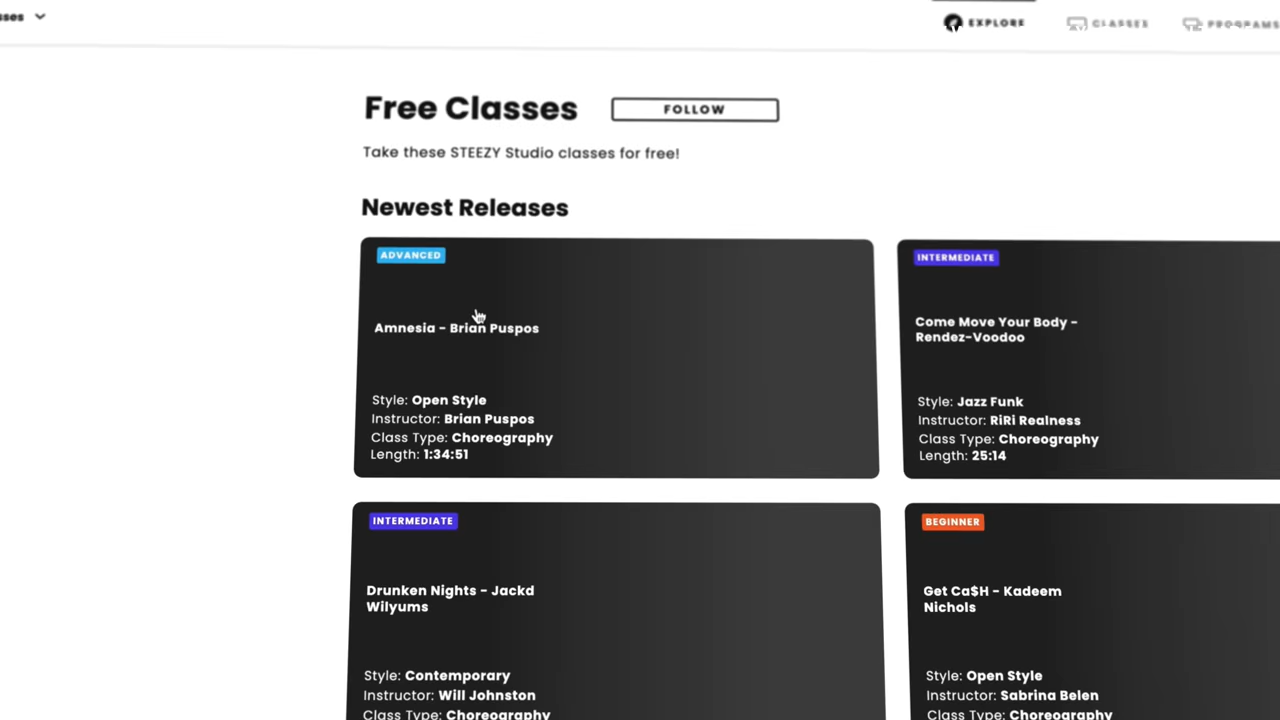 EXPLORE
CLASSES
PROGRAMS
Free Classes
FOLLOW
Take these STEEZY Studio classes for free!
Newest Releases
ADVANCED
Amnesia - Brian Puspos
Style: Open Style
Instructor: Brian Puspos
Class Type: Choreography
Length: 1:34:51
INTERMEDIATE
Come Move Your Body -
Rendez-Voodoo
Style: Jazz Funk
Instructor: RiRi Realness
Class Type: Choreography
Length: 25:14
INTERMEDIATE
Drunken Nights - Jackd
Wilyums
Style: Contemporary
Instructor: Will Johnston
Class Type: Choreography
BEGINNER
Get Ca$H - Kadeem
Nichols
Style: Open Style
Instructor: Sabrina Belen
Class Type: Choreography